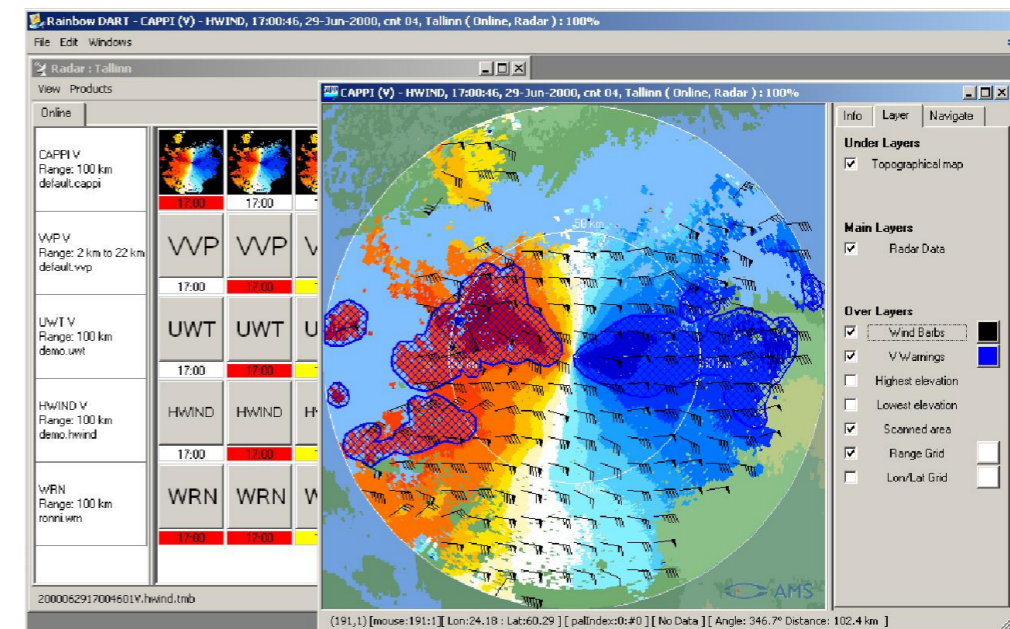 Rainbow DART - CAPPI (V) - HWIND, 17:00:46, 29-Jun-2000, cnt 04, Tallinn ( Online, Radar ) : 100%
File Edit Windows
Radar : Tallinn
View Products
Online
CAPPI V
Range: 100 km
default.cappi
17:00 17:00
VVP V
Range: 2 km to 22 km
default.vvp
VVP VVP V
17:00 17:00
UWT V
Range: 100 km
demo.uwt
UWT UWT U
17:00 17:00
HWIND V
Range: 100 km
demo.hwind
HWIND HWIND H
17:00 17:00
WRN
Range: 100 km
ronni.wrn
WRN WRN
17:00 17:00
2000062917004601V.hwind.tmb
CAPPI (V) - HWIND, 17:00:46, 29-Jun-2000, cnt 04, Tallinn ( Online, Radar ) : 100%
50 km
AMS
Info Layer Navigate
Under Layers
Topographical map
Main Layers
Radar Data
Over Layers
Wind Barbs
V Warnings
Highest elevation
Lowest elevation
Scanned area
Range Grid
Lon/Lat Grid
(191,1) [mouse:191:1][ Lon:24.18 : Lat:60.29 ] [ palIndex:0:#0 ] [ No Data ] [ Angle: 346.7° Distance: 102.4 km ]